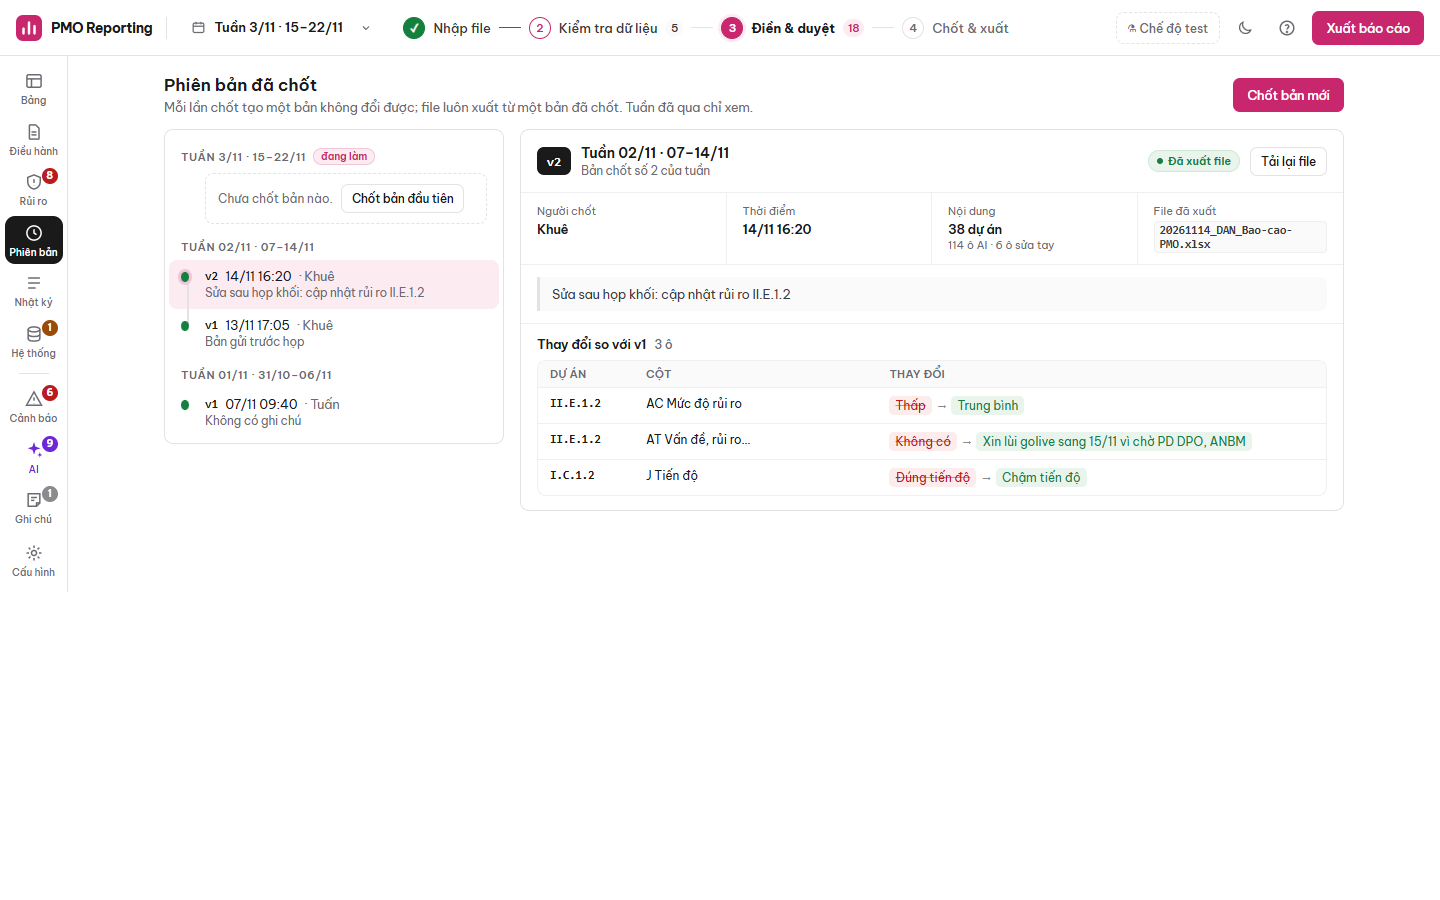 PMO Reporting
Tuần 3/11 · 15–22/11
Nhập file
2 Kiểm tra dữ liệu 5
3 Điền & duyệt 18
4 Chốt & xuất
Chế độ test
Xuất báo cáo
Bảng
Điều hành
8
Rủi ro
Phiên bản
Nhật ký
1
Hệ thống
6
Cảnh báo
9
AI
1
Ghi chú
Cấu hình
Phiên bản đã chốt
Mỗi lần chốt tạo một bản không đổi được; file luôn xuất từ một bản đã chốt. Tuần đã qua chỉ xem.
Chốt bản mới
TUẦN 3/11 · 15–22/11 đang làm
Chưa chốt bản nào. Chốt bản đầu tiên
TUẦN 02/11 · 07–14/11
v2 14/11 16:20 · Khuê
Sửa sau họp khối: cập nhật rủi ro II.E.1.2
v1 13/11 17:05 · Khuê
Bản gửi trước họp
TUẦN 01/11 · 31/10–06/11
v1 07/11 09:40 · Tuấn
Không có ghi chú
v2
Tuần 02/11 · 07–14/11
Bản chốt số 2 của tuần
Đã xuất file
Tải lại file
Người chốt
Khuê
Thời điểm
14/11 16:20
Nội dung
38 dự án
114 ô AI · 6 ô sửa tay
File đã xuất
20261114_DAN_Bao-cao-
PMO.xlsx
Sửa sau họp khối: cập nhật rủi ro II.E.1.2
Thay đổi so với v1 3 ô
DỰ ÁN CỘT THAY ĐỔI
II.E.1.2 AC Mức độ rủi ro Thấp → Trung bình
II.E.1.2 AT Vấn đề, rủi ro... Không có → Xin lùi golive sang 15/11 vì chờ PD DPO, ANBM
I.C.1.2 J Tiến độ Đúng tiến độ → Chậm tiến độ